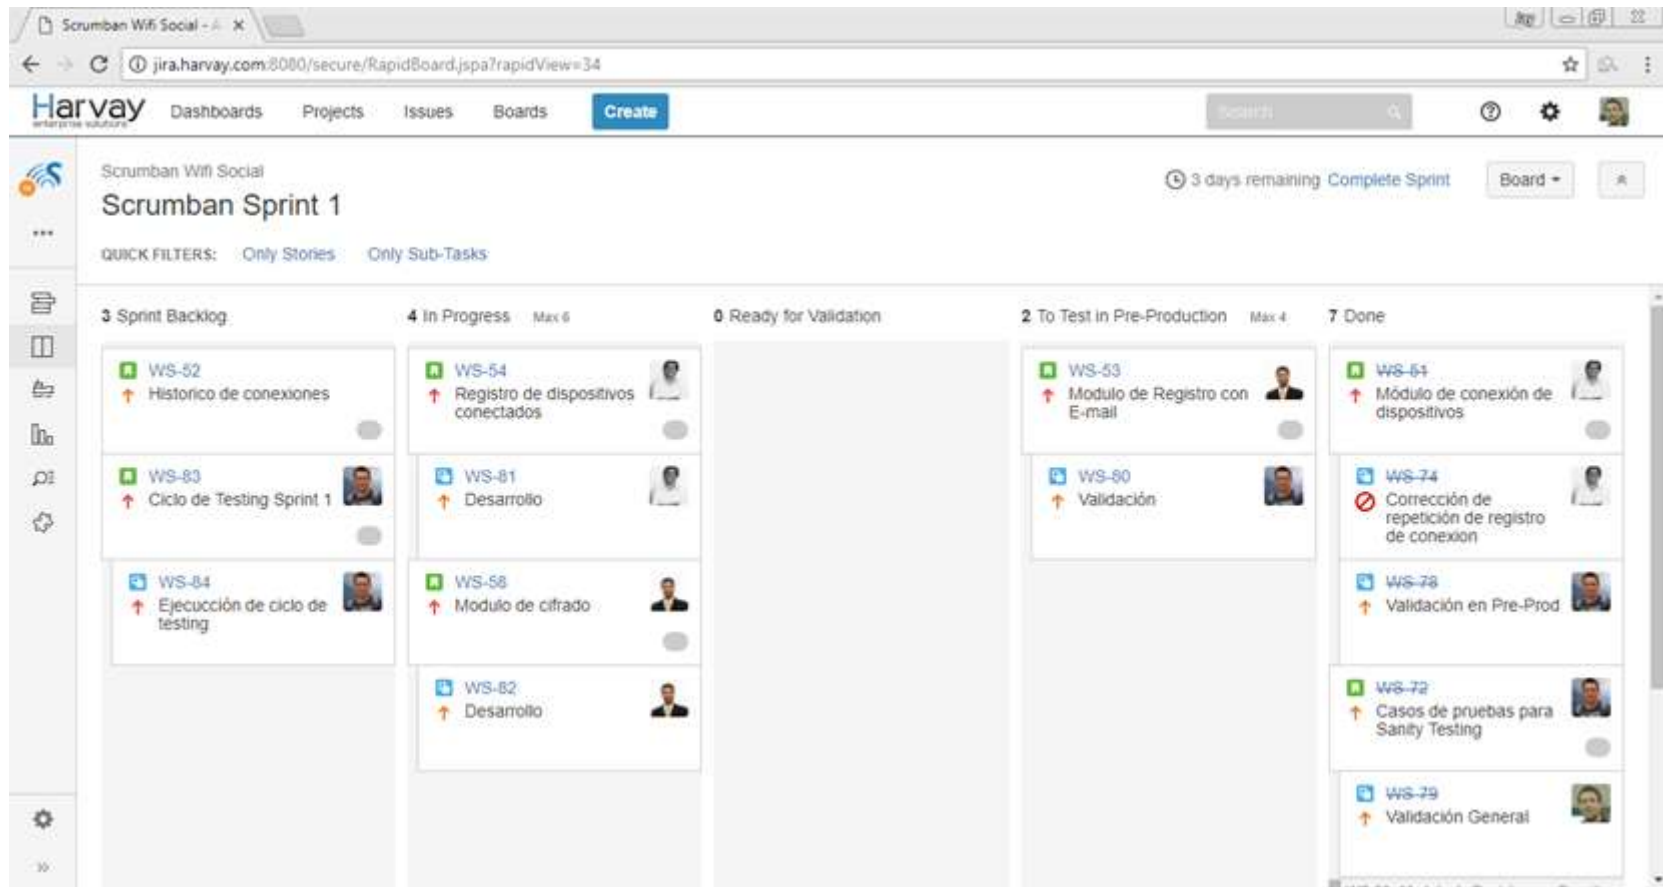 Scrumban Wifi Social - A
jira.harvay.com:8080/secure/RapidBoard.jspa?rapidView=34
Harvay
enterprise solutions
Dashboards Projects Issues Boards Create
Search
Scrumban Wifi Social
3 days remaining Complete Sprint Board
Scrumban Sprint 1
QUICK FILTERS: Only Stories Only Sub-Tasks
3 Sprint Backlog
4 In Progress Max 6
0 Ready for Validation
2 To Test in Pre-Production Max 4
7 Done
WS-52
Historico de conexiones
WS-83
Ciclo de Testing Sprint 1
WS-84
Ejecucción de ciclo de
testing
WS-54
Registro de dispositivos
conectados
WS-81
Desarrollo
WS-58
Modulo de cifrado
WS-82
Desarrollo
WS-53
Modulo de Registro con
E-mail
WS-80
Validación
WS-51
Módulo de conexión de
dispositivos
WS-74
Corrección de
repetición de registro
de conexion
WS-78
Validación en Pre-Prod
WS-72
Casos de pruebas para
Sanity Testing
WS-79
Validación General